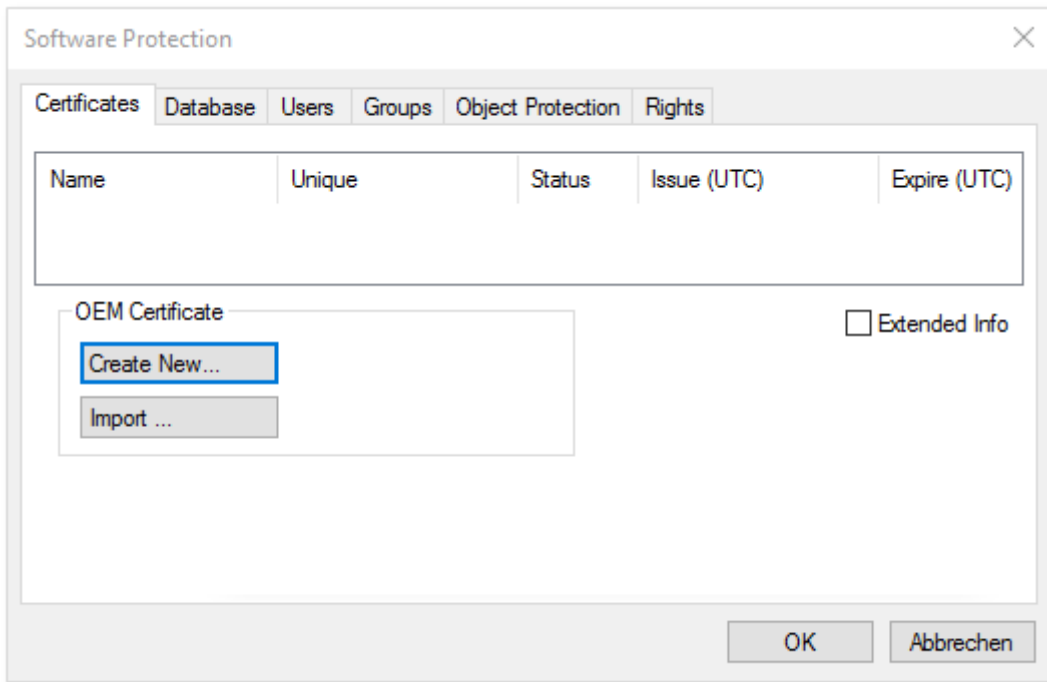 Software Protection
Certificates Database Users Groups Object Protection Rights
Name Unique Status Issue (UTC) Expire (UTC)
OEM Certificate
Extended Info
Create New...
Import ...
OK Abbrechen